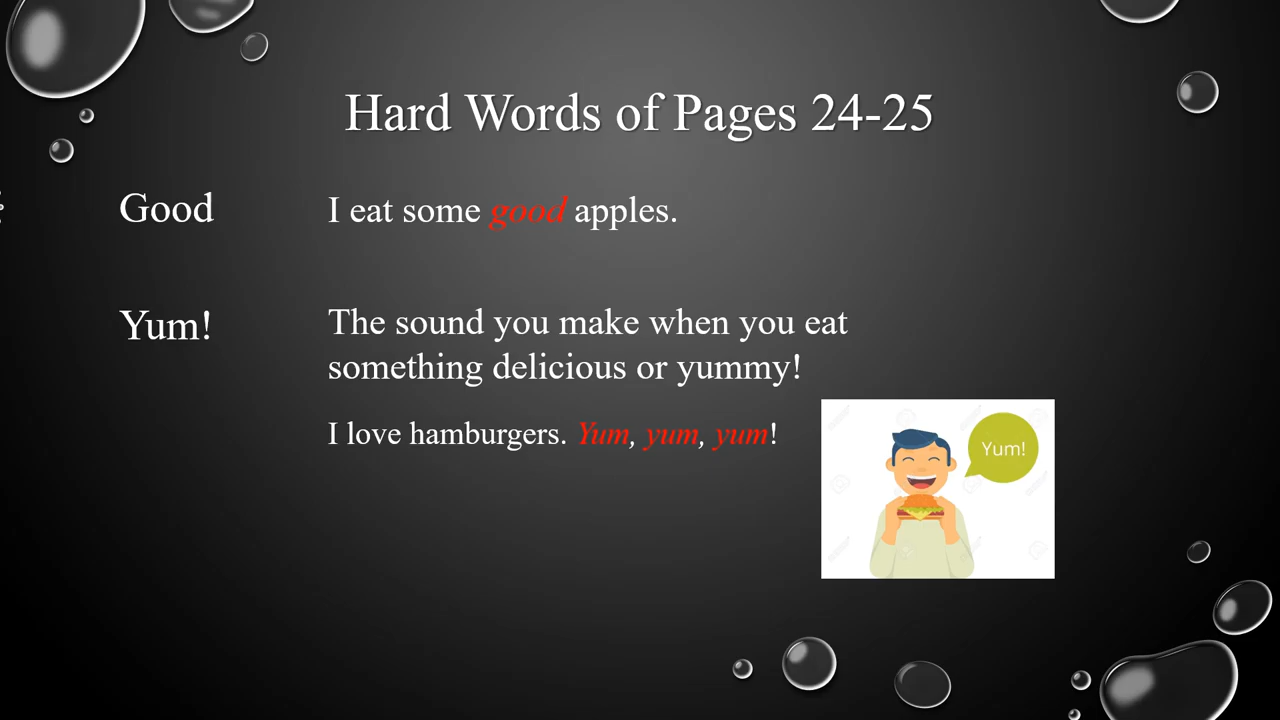 Hard Words of Pages 24-25
Good
I eat some good apples.
Yum!
The sound you make when you eat
something delicious or yummy!
I love hamburgers. Yum, yum, yum!
Yum!